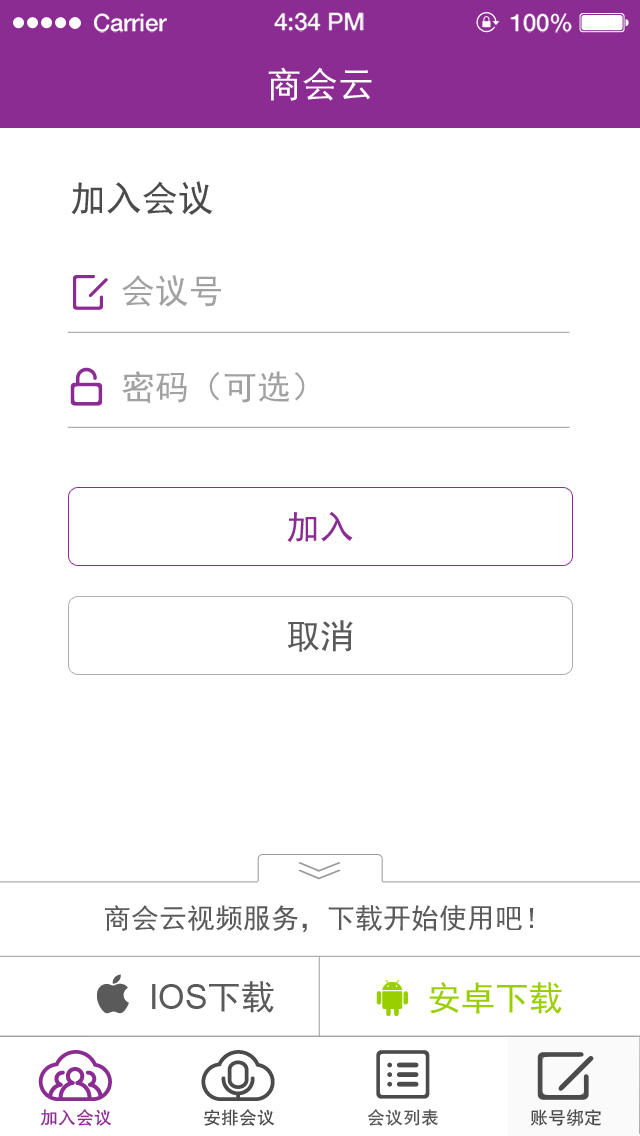 Carrier 4:34 PM 100%
商会云
加入会议
会议号
密码（可选）
加入
取消
商会云视频服务，下载开始使用吧！
IOS下载 安卓下载
加入会议 安排会议 会议列表 账号绑定